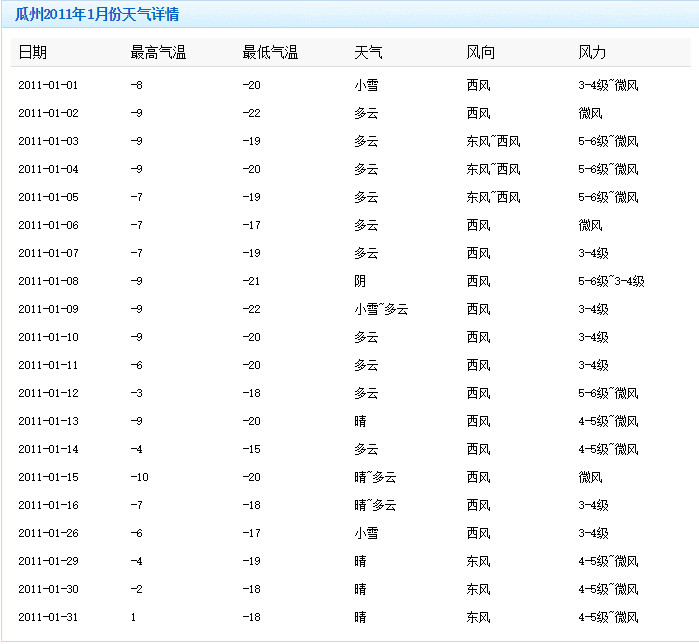 瓜州2011年1月份天气详情
日期 最高气温 最低气温 天气 风向 风力
2011-01-01 -8 -20 小雪 西风 3-4级~微风
2011-01-02 -9 -22 多云 西风 微风
2011-01-03 -9 -19 多云 东风~西风 5-6级~微风
2011-01-04 -9 -20 多云 东风~西风 5-6级~微风
2011-01-05 -7 -19 多云 东风~西风 5-6级~微风
2011-01-06 -7 -17 多云 西风 微风
2011-01-07 -7 -19 多云 西风 3-4级
2011-01-08 -9 -21 阴 西风 5-6级~3-4级
2011-01-09 -9 -22 小雪~多云 西风 3-4级
2011-01-10 -9 -20 多云 西风 3-4级
2011-01-11 -6 -20 多云 西风 3-4级
2011-01-12 -3 -18 多云 西风 5-6级~微风
2011-01-13 -9 -20 晴 西风 4-5级~微风
2011-01-14 -4 -15 多云 西风 4-5级~微风
2011-01-15 -10 -20 晴~多云 西风 微风
2011-01-16 -7 -18 晴~多云 西风 3-4级
2011-01-26 -6 -17 小雪 西风 3-4级
2011-01-29 -4 -19 晴 东风 4-5级~微风
2011-01-30 -2 -18 晴 东风 4-5级~微风
2011-01-31 1 -18 晴 东风 4-5级~微风